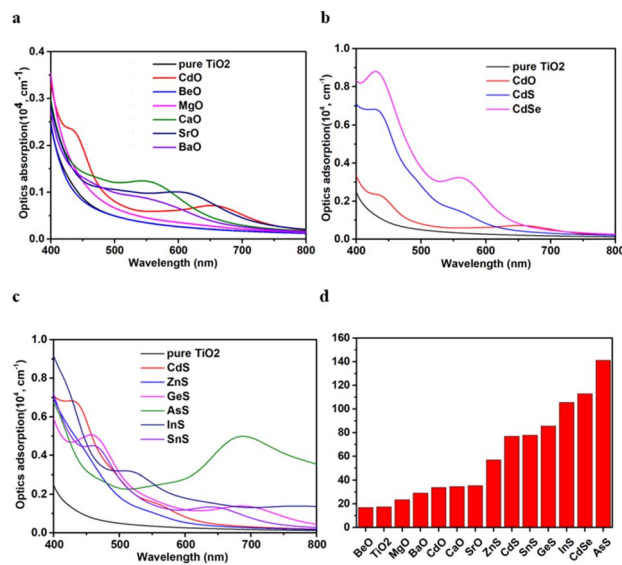 a
0.4
0.3
0.2
0.1
0.0
Optics absorption(10⁴, cm⁻¹)
pure TiO2
CdO
BeO
MgO
CaO
SrO
BaO
400 500 600 700 800
Wavelength (nm)
b
1.0
0.8
0.6
0.4
0.2
0.0
Optics adsorption(10⁴, cm⁻¹)
pure TiO2
CdO
CdS
CdSe
400 500 600 700 800
Wavelength (nm)
c
1.0
0.8
0.6
0.4
0.2
0.0
Optics adsorption(10⁴, cm⁻¹)
pure TiO2
CdS
ZnS
GeS
AsS
InS
SnS
400 500 600 700 800
Wavelength (nm)
d
160
140
120
100
80
60
40
20
0
BeO TiO2 MgO BaO CdO CaO SrO ZnS CdS SnS GeS InS CdSe AsS